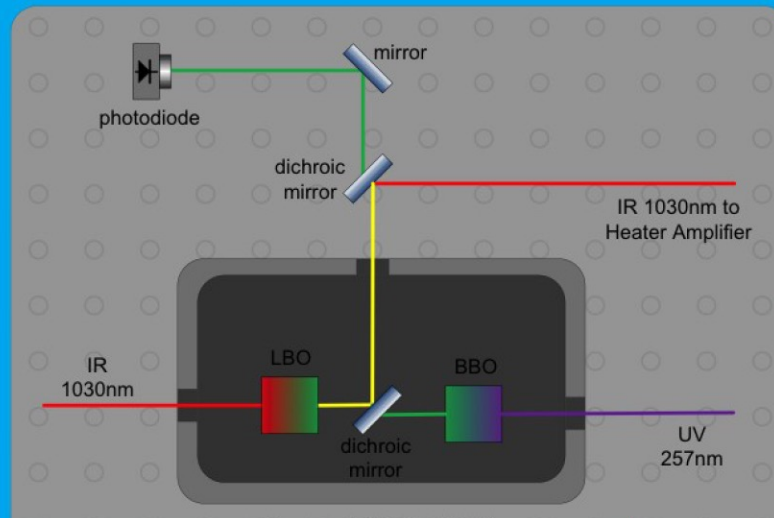 mirror
photodiode
dichroic
mirror
IR 1030nm to
Heater Amplifier
IR
1030nm
LBO
BBO
dichroic
mirror
UV
257nm